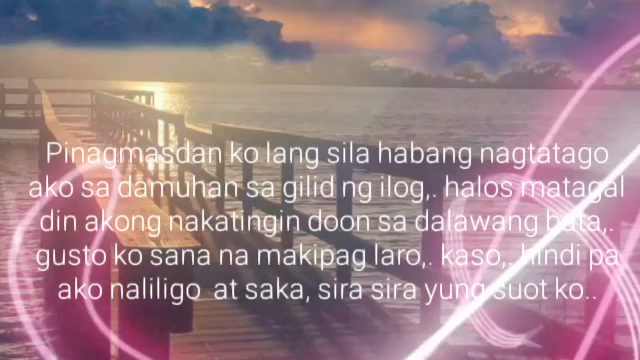 Pinagmasdan ko lang sila habang nagtatago
ako sa damuhan sa gilid ng ilog,. halos matagal
din akong nakatingin doon sa dalawang bata,.
gusto ko sana na makipag laro,. kaso,. hindi pa
ako naliligo at saka, sira sira yung suot ko..